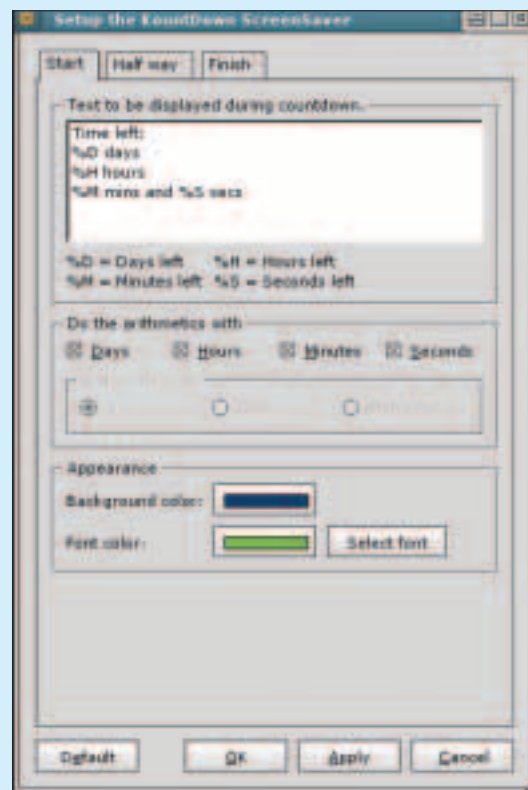 Setup the KountDown ScreenSaver
Start Half way Finish
Text to be displayed during countdown.
Time left:
%D days
%H hours
%M mins and %S secs
%D = Days left %H = Hours left
%M = Minutes left %S = Seconds left
Do the arithmetics with
Days Hours Minutes Seconds
Appearance
Background color:
Font color: Select font
Default OK Apply Cancel